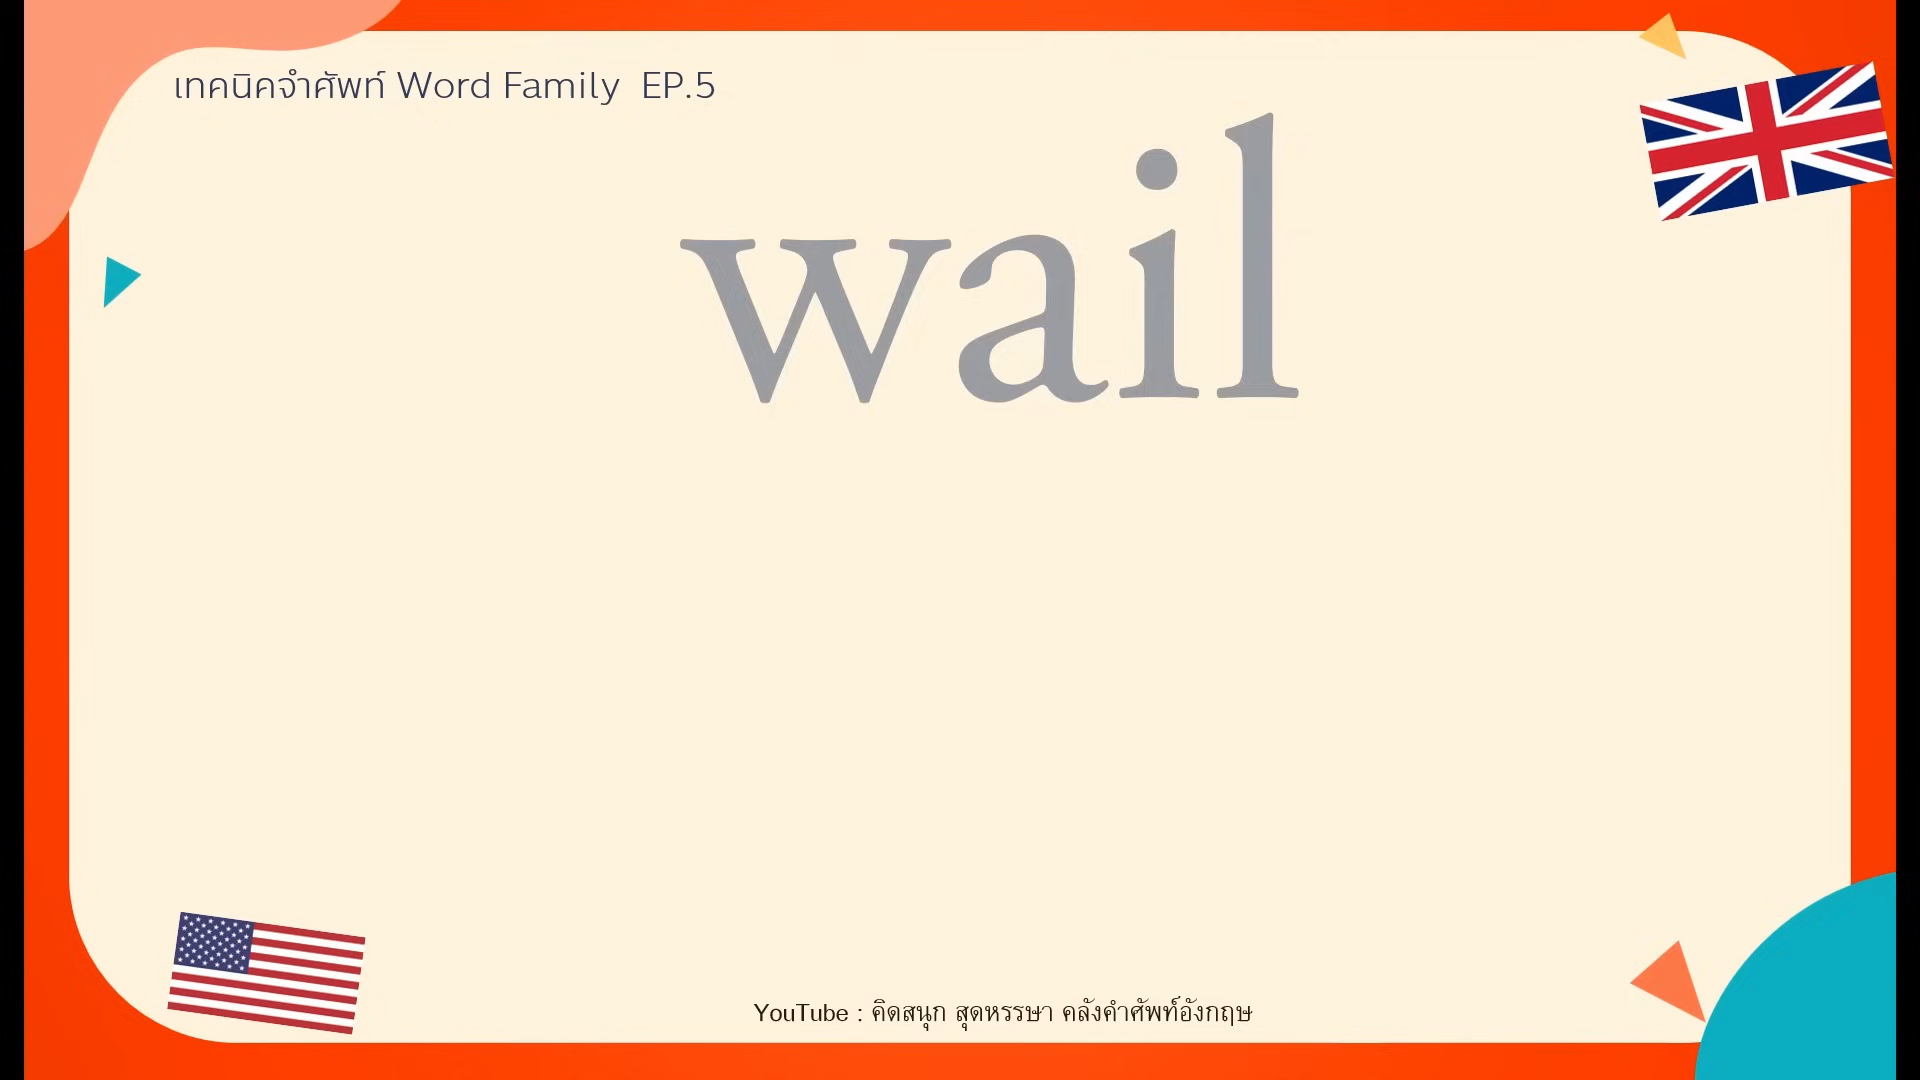 เทคนิคจำศัพท์ Word Family EP.5
wail
YouTube : คิดสนุก สุดหรรษา คลังคำศัพท์อังกฤษ